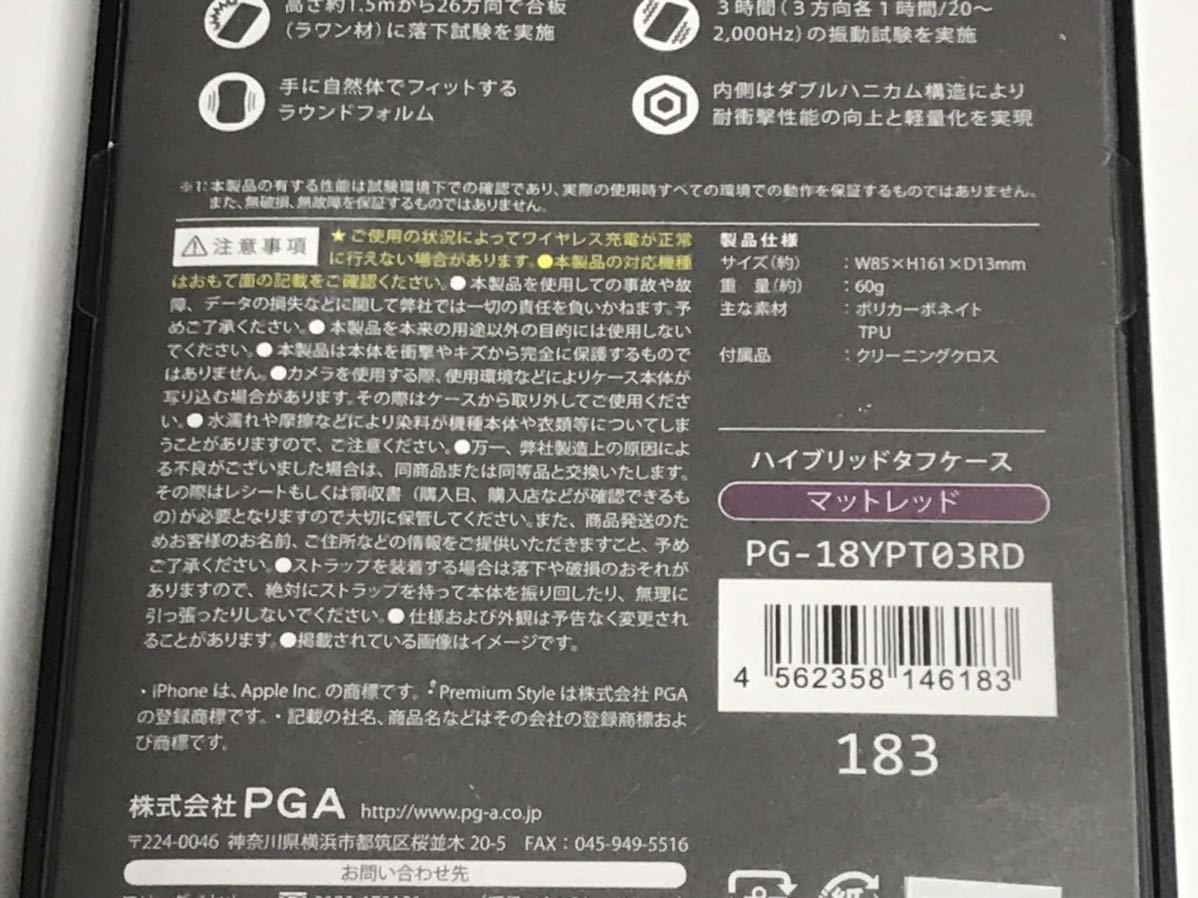 高さ約1.5mから26方向で合板
(ラワン材)に落下試験を実施
3時間(3方向各1時間/20〜
2,000Hz)の振動試験を実施
手に自然体でフィットする
ラウンドフォルム
内側はダブルハニカム構造により
耐衝撃性能の向上と軽量化を実現
※1:本製品の有する性能は試験環境下での確認であり、実際の使用時すべての環境での動作を保証するものではありません。
また、無破損、無故障を保証するものではありません。
注意事項
★ご使用の状況によってワイヤレス充電が正常
に行えない場合があります。●本製品の対応機種
はおもて面の記載をご確認ください。●本製品を使用しての事故や故
障、データの損失などに関して弊社では一切の責任を負いかねます。予
めご了承ください。●本製品を本来の用途以外の目的には使用しない
でください。●本製品は本体を衝撃やキズから完全に保護するもので
はありません。●カメラを使用する際、使用環境などによりケース本体が
写り込む場合があります。その際はケースから取り外してご使用くださ
い。●水濡れや摩擦などにより染料が機種本体や衣類等についてしま
うことがありますので、ご注意ください。●万一、弊社製造上の原因によ
る不良がございました場合は、同商品または同等品と交換いたします。
その際はレシートもしくは領収書(購入日、購入店などが確認できるも
の)が必要となりますので大切に保管してください。また、商品発送のた
めお客様のお名前、ご住所などの情報をご提供いただきますこと、予め
ご了承ください。●ストラップを装着する場合は落下や破損のおそれが
ありますので、絶対にストラップを持って本体を振り回したり、無理に
引っ張ったりしないでください。●仕様および外観は予告なく変更され
ることがあります。●掲載されている画像はイメージです。
・iPhone は、Apple Inc. の商標です。・Premium Style は株式会社 PGA
の登録商標です。・記載の社名、商品名などはその会社の登録商標およ
び商標です。
株式会社PGA http://www.pg-a.co.jp
〒224-0046 神奈川県横浜市都筑区桜並木 20-5 FAX:045-949-5516
お問い合わせ先
製品仕様
サイズ(約) :W85×H161×D13mm
重 量(約) :60g
主な素材 :ポリカーボネイト
TPU
付属品 :クリーニングクロス
ハイブリッドタフケース
マットレッド
PG-18YPT03RD
4 562358 146183
183